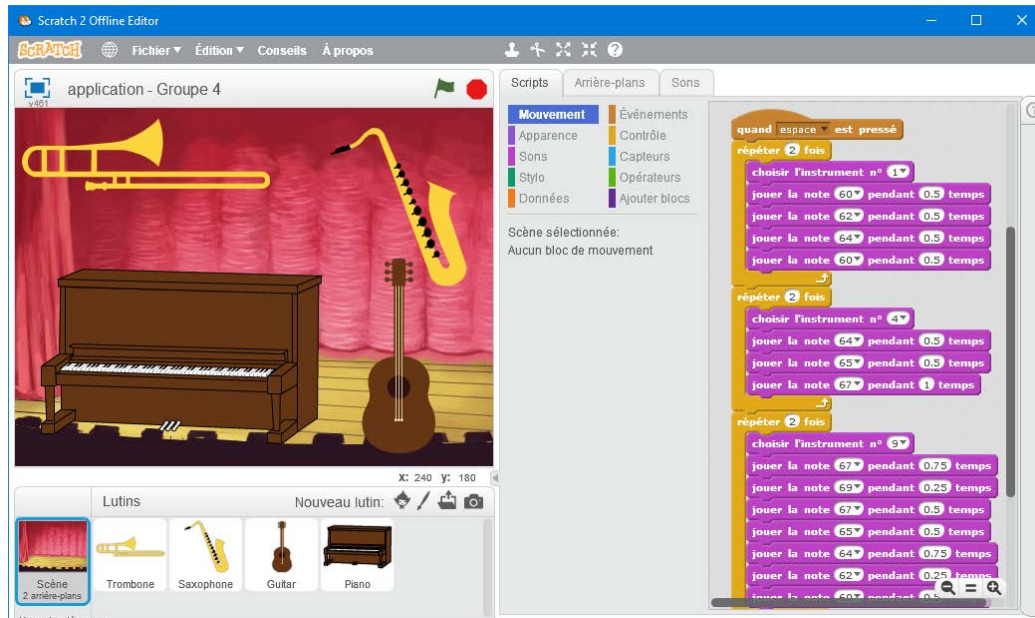 Scratch 2 Offline Editor
SCRATCH Fichier Édition Conseils À propos
v461 application - Groupe 4
Scripts Arrière-plans Sons
Mouvement Événements
Apparence Contrôle
Sons Capteurs
Stylo Opérateurs
Données Ajouter blocs
Scène sélectionnée:
Aucun bloc de mouvement
quand espace est pressé
répéter 2 fois
choisir l'instrument n° 1
jouer la note 60 pendant 0.5 temps
jouer la note 62 pendant 0.5 temps
jouer la note 64 pendant 0.5 temps
jouer la note 60 pendant 0.5 temps
répéter 2 fois
choisir l'instrument n° 4
jouer la note 64 pendant 0.5 temps
jouer la note 65 pendant 0.5 temps
jouer la note 67 pendant 1 temps
répéter 2 fois
choisir l'instrument n° 9
jouer la note 67 pendant 0.75 temps
jouer la note 69 pendant 0.25 temps
jouer la note 67 pendant 0.5 temps
jouer la note 65 pendant 0.5 temps
jouer la note 64 pendant 0.75 temps
jouer la note 62 pendant 0.25 temps
jouer la note 60 pendant
x: 240 y: 180
Lutins Nouveau lutin:
Scène
2 arrière-plans
Trombone Saxophone Guitar Piano